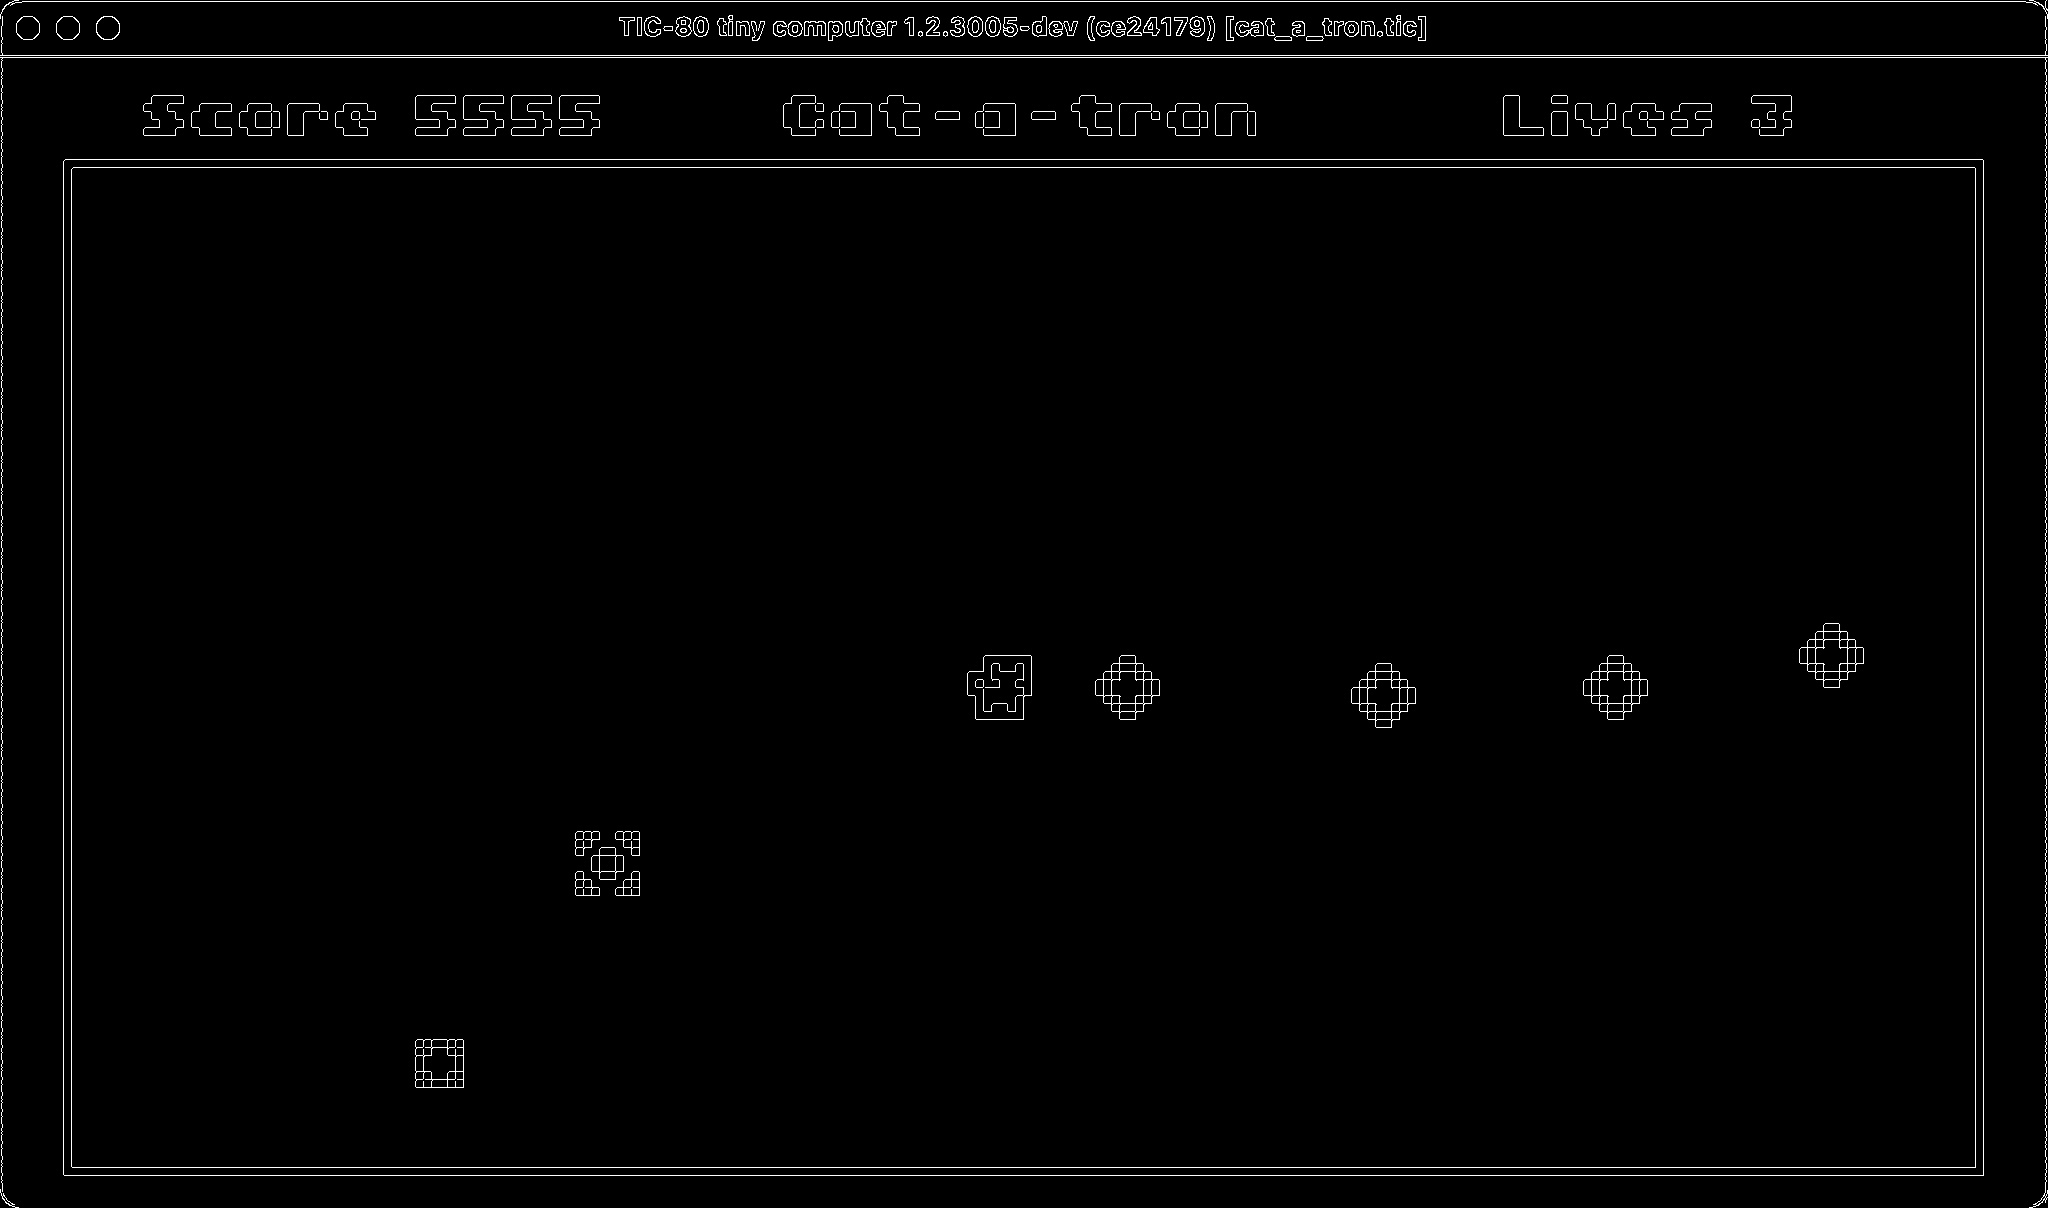 TIC-80 tiny computer 1.2.3005-dev (ce24179) [cat_a_tron.tic]
Score 5555 Cat-a-tron Lives 3